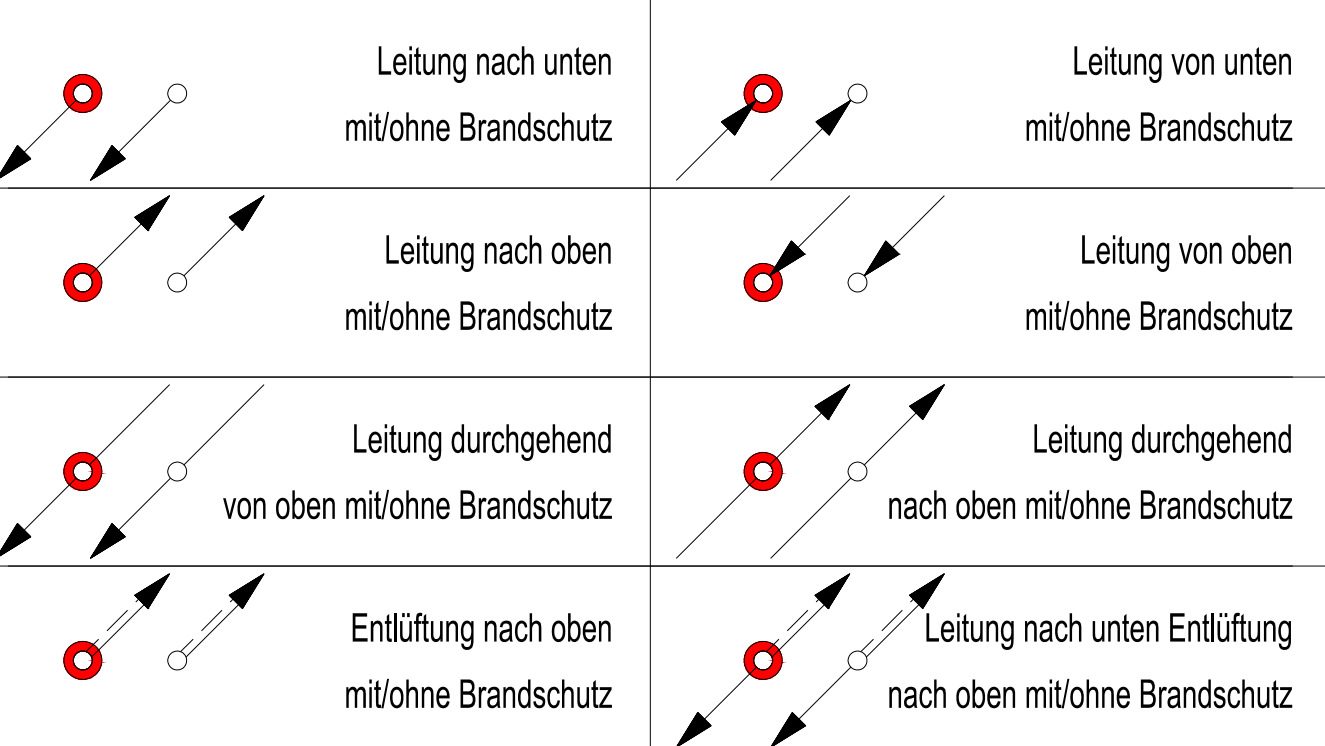 Leitung nach unten
mit/ohne Brandschutz
Leitung von unten
mit/ohne Brandschutz
Leitung nach oben
mit/ohne Brandschutz
Leitung von oben
mit/ohne Brandschutz
Leitung durchgehend
von oben mit/ohne Brandschutz
Leitung durchgehend
nach oben mit/ohne Brandschutz
Entlüftung nach oben
mit/ohne Brandschutz
Leitung nach unten Entlüftung
nach oben mit/ohne Brandschutz